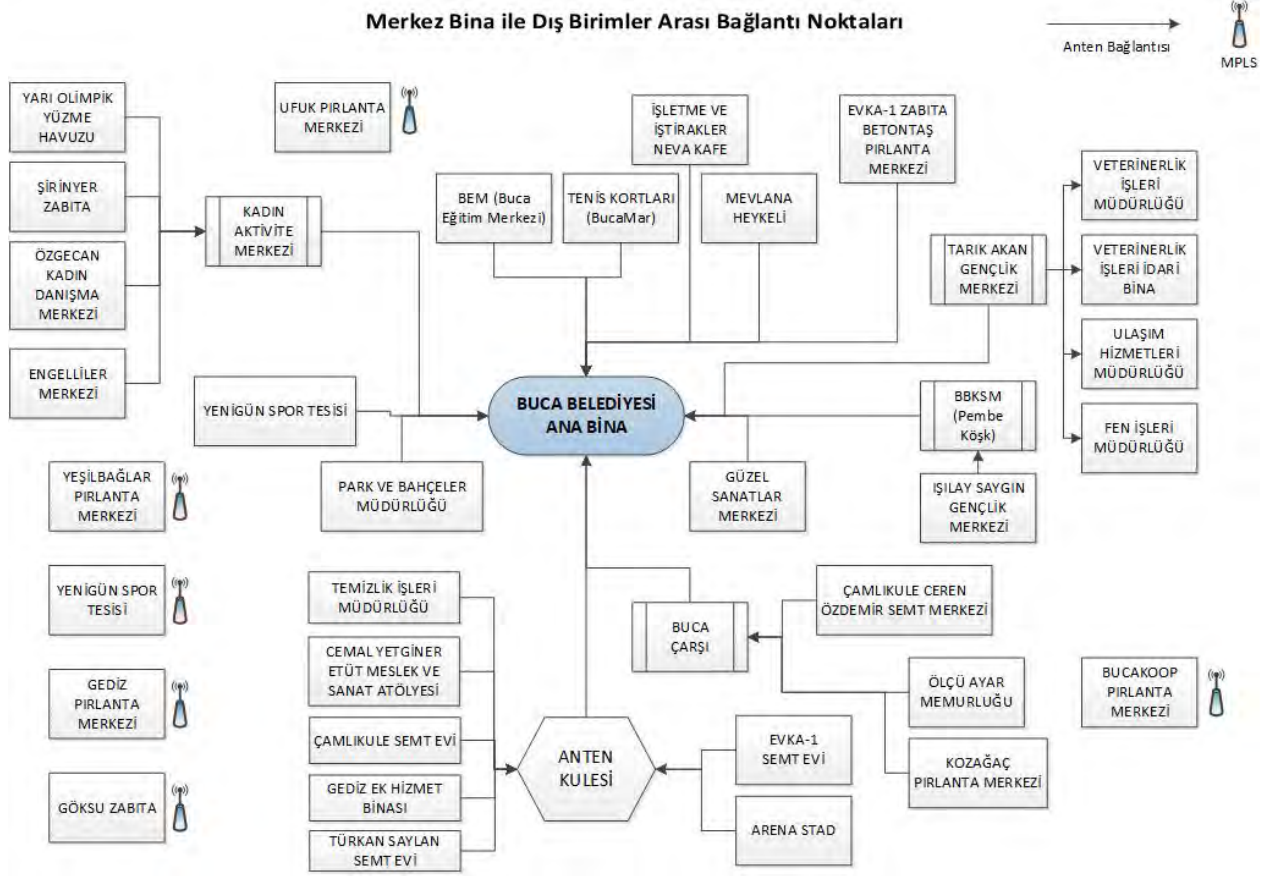 Merkez Bina ile Dış Birimler Arası Bağlantı Noktaları
Anten Bağlantısı
MPLS
YARI OLİMPİK
YÜZME
HAVUZU
UFUK PIRLANTA
MERKEZİ
İŞLETME VE
İŞTİRAKLER
NEVA KAFE
EVKA-1 ZABITA
BETONTAŞ
PIRLANTA
MERKEZİ
VETERİNERLİK
İŞLERİ
MÜDÜRLÜĞÜ
ŞİRİNYER
ZABITA
KADIN
AKTİVİTE
MERKEZİ
BEM (Buca
Eğitim Merkezi)
TENİS KORTLARI
(BucaMar)
MEVLANA
HEYKELİ
TARIK AKAN
GENÇLİK
MERKEZİ
VETERİNERLİK
İŞLERİ İDARİ
BİNA
ÖZGECAN
KADIN
DANIŞMA
MERKEZİ
ULAŞIM
HİZMETLERİ
MÜDÜRLÜĞÜ
ENGELLİLER
MERKEZİ
YENİGÜN SPOR TESİSİ
BUCA BELEDİYESİ
ANA BİNA
BBKSM
(Pembe
Köşk)
FEN İŞLERİ
MÜDÜRLÜĞÜ
YEŞİLBAĞLAR
PIRLANTA
MERKEZİ
PARK VE BAHÇELER
MÜDÜRLÜĞÜ
GÜZEL
SANATLAR
MERKEZİ
IŞILAY SAYGIN
GENÇLİK
MERKEZİ
YENİGÜN SPOR
TESİSİ
TEMİZLİK İŞLERİ
MÜDÜRLÜĞÜ
BUCA
ÇARŞI
ÇAMLIKULE CEREN
ÖZDEMİR SEMT MERKEZİ
CEMAL YETGİNER
ETÜT MESLEK VE
SANAT ATÖLYESİ
GEDİZ
PIRLANTA
MERKEZİ
ÖLÇÜ AYAR
MEMURLUĞU
BUCAKOOP
PIRLANTA
MERKEZİ
ÇAMLIKULE SEMT EVİ
ANTEN
KULESİ
EVKA-1
SEMT EVİ
KOZAĞAÇ
PIRLANTA MERKEZİ
GÖKSU ZABITA
GEDİZ EK HİZMET
BİNASI
ARENA STAD
TÜRKAN SAYLAN
SEMT EVİ